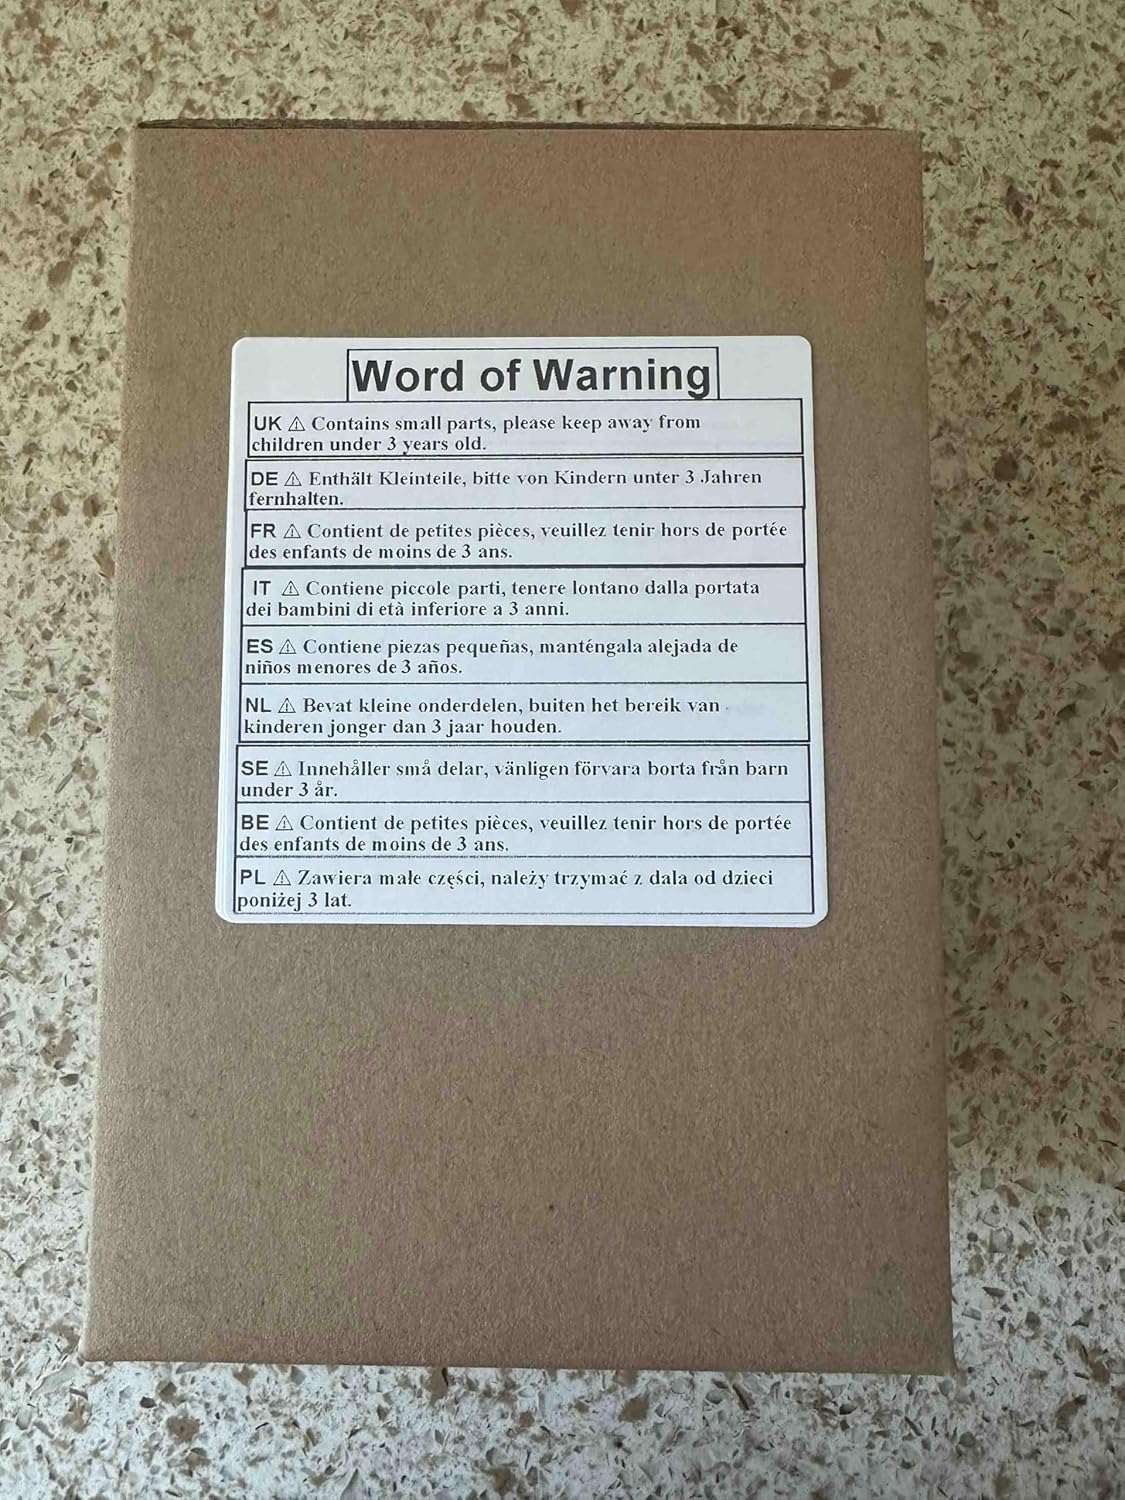 Word of Warning
UK ⚠ Contains small parts, please keep away from
children under 3 years old.
DE ⚠ Enthält Kleinteile, bitte von Kindern unter 3 Jahren
fernhalten.
FR ⚠ Contient de petites pièces, veuillez tenir hors de portée
des enfants de moins de 3 ans.
IT ⚠ Contiene piccole parti, tenere lontano dalla portata
dei bambini di età inferiore a 3 anni.
ES ⚠ Contiene piezas pequeñas, manténgala alejada de
niños menores de 3 años.
NL ⚠ Bevat kleine onderdelen, buiten het bereik van
kinderen jonger dan 3 jaar houden.
SE ⚠ Innehåller små delar, vänligen förvara borta från barn
under 3 år.
BE ⚠ Contient de petites pièces, veuillez tenir hors de portée
des enfants de moins de 3 ans.
PL ⚠ Zawiera małe części, należy trzymać z dala od dzieci
poniżej 3 lat.